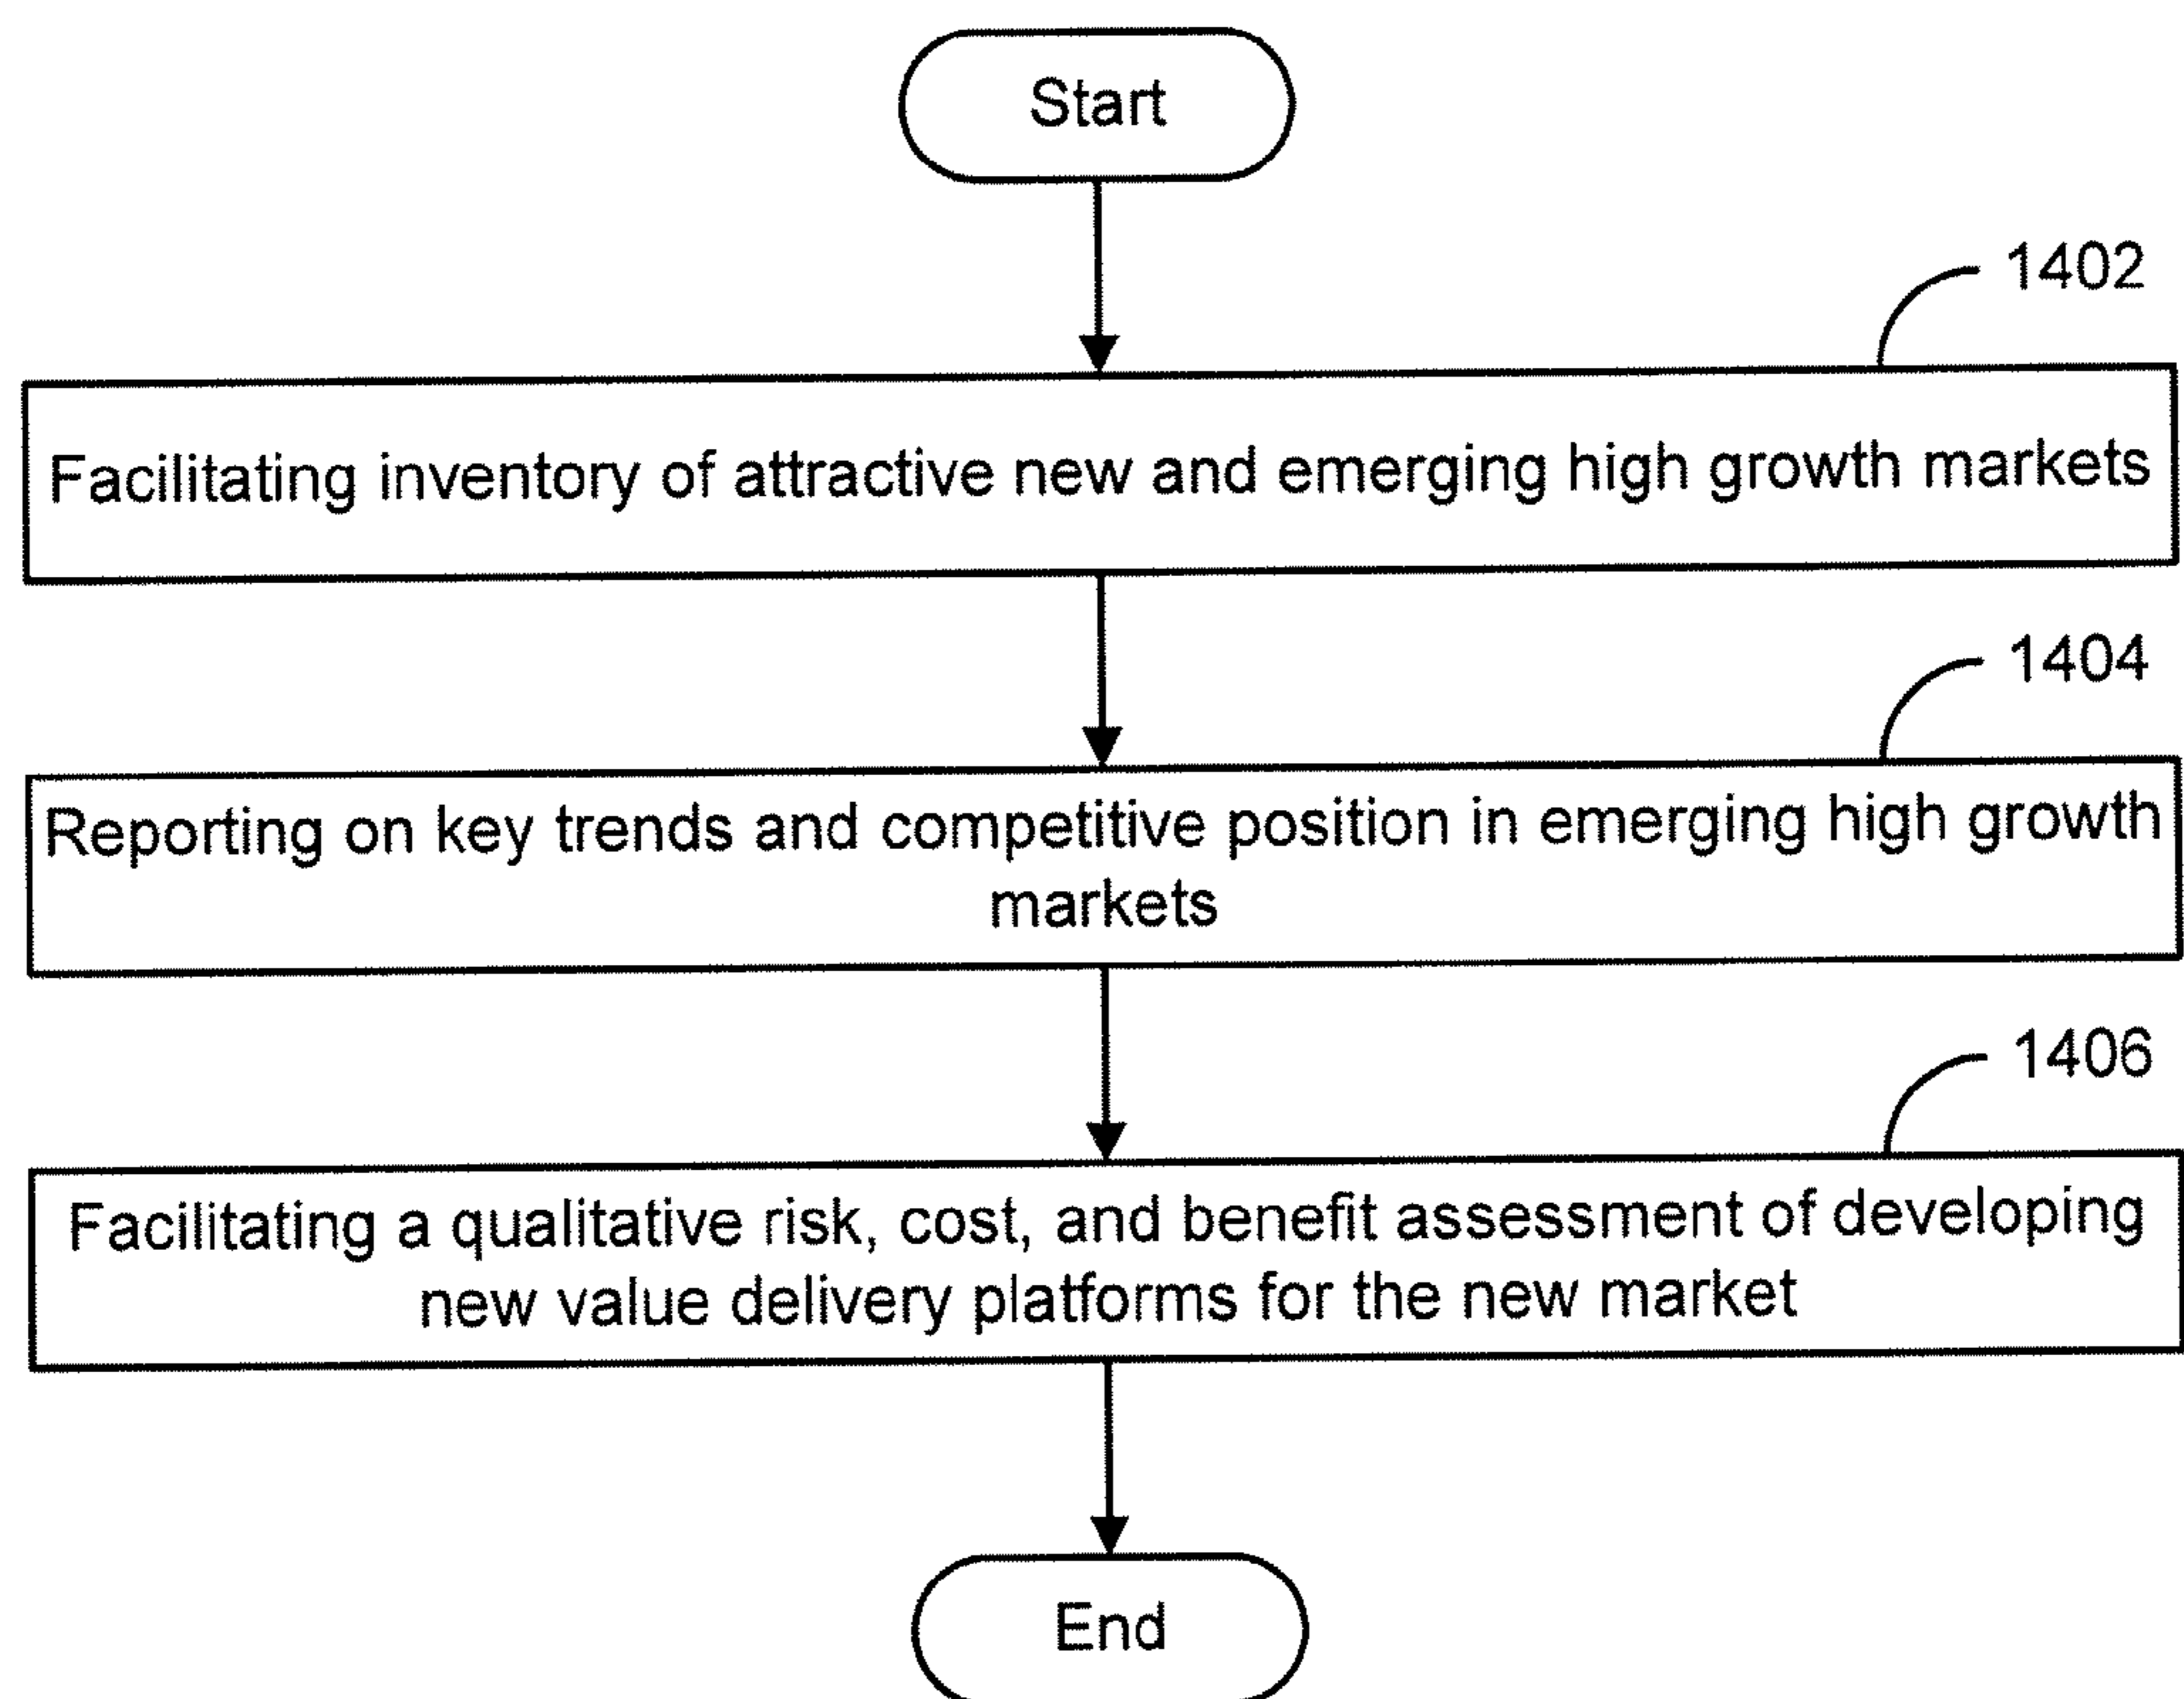 Start
1402
Facilitating inventory of attractive new and emerging high growth markets
1404
Reporting on key trends and competitive position in emerging high growth
markets
1406
Facilitating a qualitative risk, cost, and benefit assessment of developing
new value delivery platforms for the new market
End